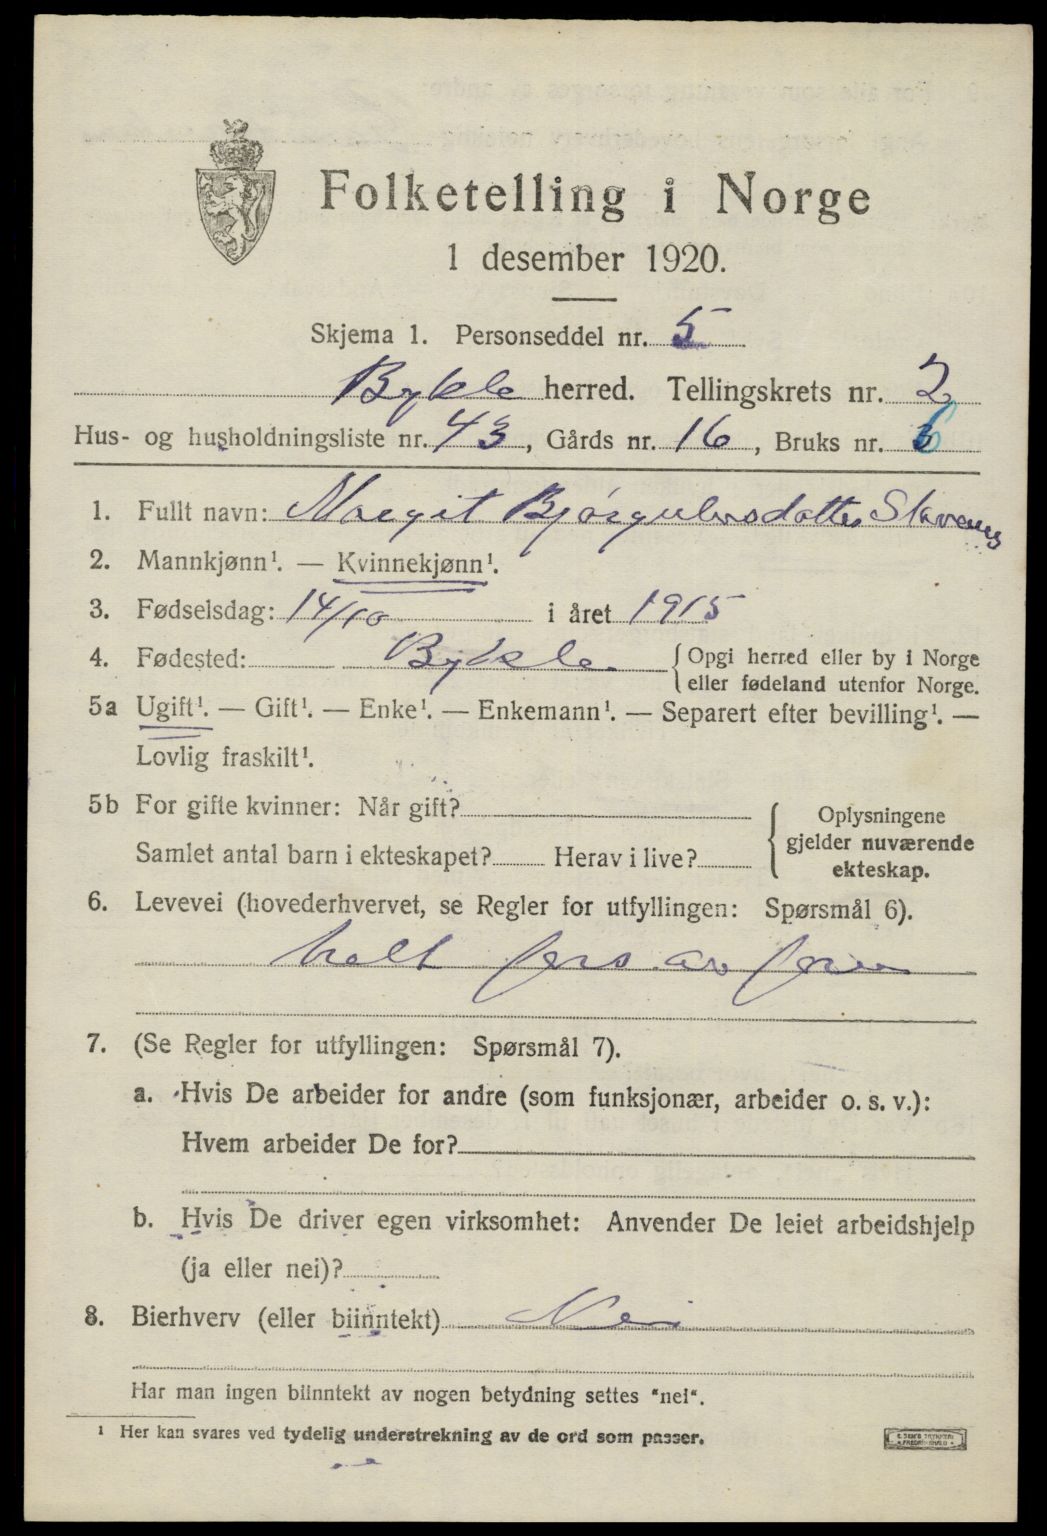 Folketelling i Norge
1 desember 1920.
Skjema 1. Personseddel nr. 5
Bykle herred. Tellingskrets nr. 2
Hus- og husholdningsliste nr. 43, Gårds nr. 16, Bruks nr. 6
1. Fullt navn: Margit Bjørgulvsdatter
2. Mannkjønn¹. — Kvinnekjønn¹.
3. Fødselsdag: 14/10 i året 1915
4. Fødested: Bykle {Opgi herred eller by i Norge
eller fødeland utenfor Norge.
5a Ugift¹. — Gift¹. — Enke¹. — Enkemann¹. — Separert efter bevilling¹. —
Lovlig fraskilt¹.
5b For gifte kvinner: Når gift?
Samlet antal barn i ekteskapet? Herav i live?
{Oplysningene
gjelder nuværende
ekteskap.
6. Levevei (hovederhvervet, se Regler for utfyllingen: Spørsmål 6).
helt fors. av
7. (Se Regler for utfyllingen: Spørsmål 7).
a. Hvis De arbeider for andre (som funksjonær, arbeider o. s. v.):
Hvem arbeider De for?
b. Hvis De driver egen virksomhet: Anvender De leiet arbeidshjelp
(ja eller nei)?
8. Bierhverv (eller biinntekt) Nei
Har man ingen biinntekt av nogen betydning settes "nei".
¹ Her kan svares ved tydelig understrekning av de ord som passer.